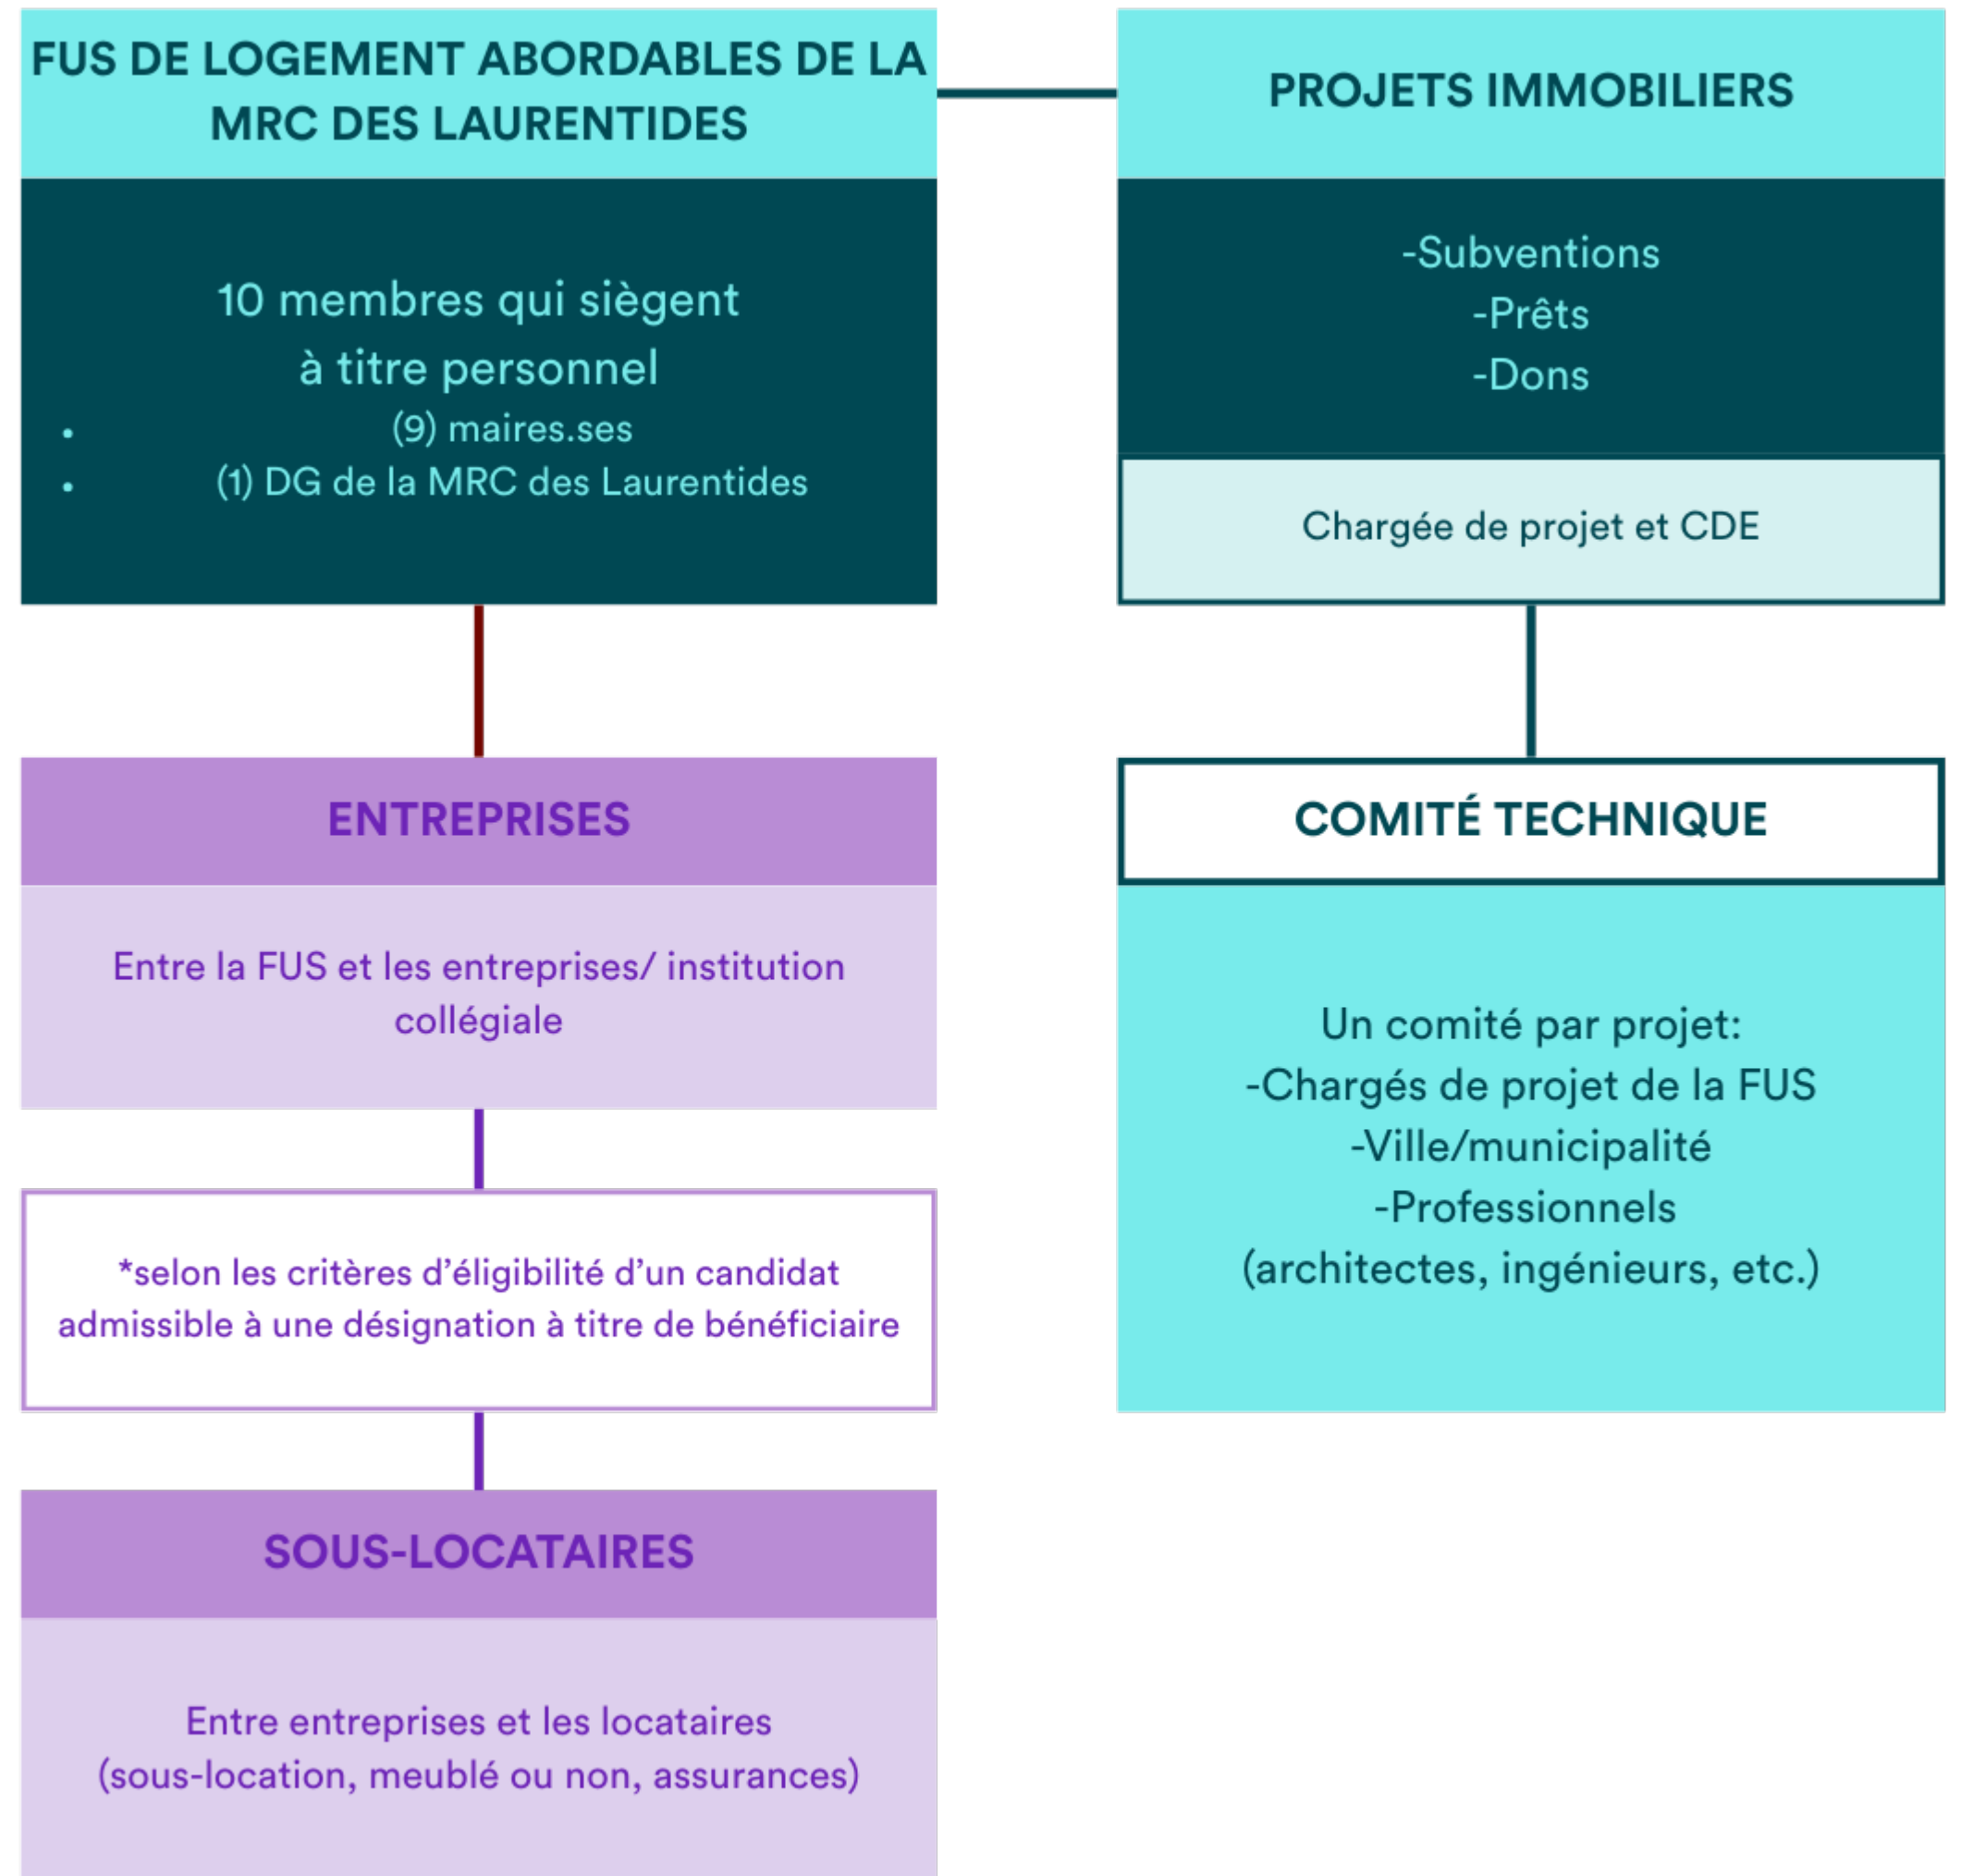 FUS DE LOGEMENT ABORDABLES DE LA
MRC DES LAURENTIDES
10 membres qui siègent
à titre personnel
• (9) maires.ses
• (1) DG de la MRC des Laurentides
PROJETS IMMOBILIERS
-Subventions
-Prêts
-Dons
Chargée de projet et CDE
ENTREPRISES
Entre la FUS et les entreprises/ institution
collégiale
*selon les critères d’éligibilité d’un candidat
admissible à une désignation à titre de bénéficiaire
SOUS-LOCATAIRES
Entre entreprises et les locataires
(sous-location, meublé ou non, assurances)
COMITÉ TECHNIQUE
Un comité par projet:
-Chargés de projet de la FUS
-Ville/municipalité
-Professionnels
(architectes, ingénieurs, etc.)